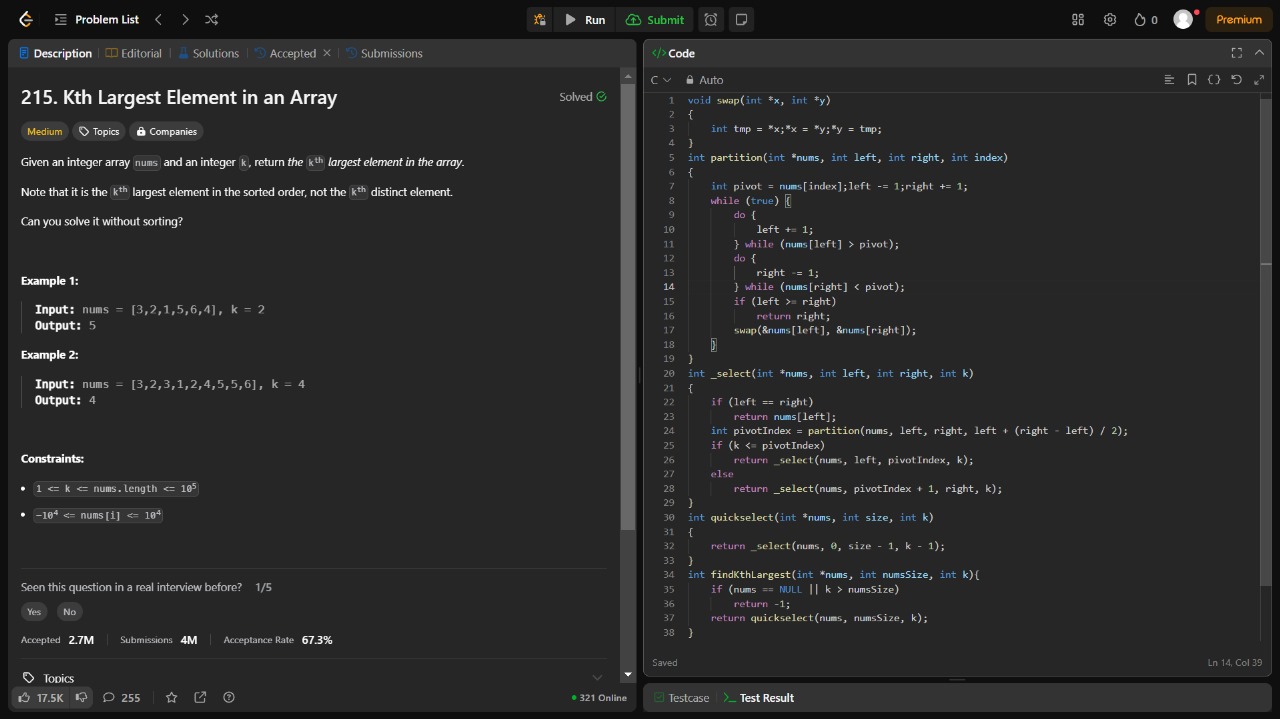 Problem List
Run
Submit
0
Premium
Description
Editorial
Solutions
Accepted
Submissions
215. Kth Largest Element in an Array
Solved
Medium
Topics
Companies
Given an integer array nums and an integer k, return the kth largest element in the array.
Note that it is the kth largest element in the sorted order, not the kth distinct element.
Can you solve it without sorting?
Example 1:
Input: nums = [3,2,1,5,6,4], k = 2
Output: 5
Example 2:
Input: nums = [3,2,3,1,2,4,5,5,6], k = 4
Output: 4
Constraints:
1 <= k <= nums.length <= 10⁵
-10⁴ <= nums[i] <= 10⁴
Seen this question in a real interview before? 1/5
Yes
No
Accepted 2.7M
Submissions 4M
Acceptance Rate 67.3%
Topics
17.5K
255
321 Online
</> Code
C
Auto
1 void swap(int *x, int *y)
2 {
3     int tmp = *x;*x = *y;*y = tmp;
4 }
5 int partition(int *nums, int left, int right, int index)
6 {
7     int pivot = nums[index];left -= 1;right += 1;
8     while (true) {
9         do {
10             left += 1;
11         } while (nums[left] > pivot);
12         do {
13             right -= 1;
14         } while (nums[right] < pivot);
15         if (left >= right)
16             return right;
17         swap(&nums[left], &nums[right]);
18     }
19 }
20 int _select(int *nums, int left, int right, int k)
21 {
22     if (left == right)
23         return nums[left];
24     int pivotIndex = partition(nums, left, right, left + (right - left) / 2);
25     if (k <= pivotIndex)
26         return _select(nums, left, pivotIndex, k);
27     else
28         return _select(nums, pivotIndex + 1, right, k);
29 }
30 int quickselect(int *nums, int size, int k)
31 {
32     return _select(nums, 0, size - 1, k - 1);
33 }
34 int findKthLargest(int *nums, int numsSize, int k){
35     if (nums == NULL || k > numsSize)
36         return -1;
37     return quickselect(nums, numsSize, k);
38 }
Saved
Ln 14, Col 39
Testcase
Test Result